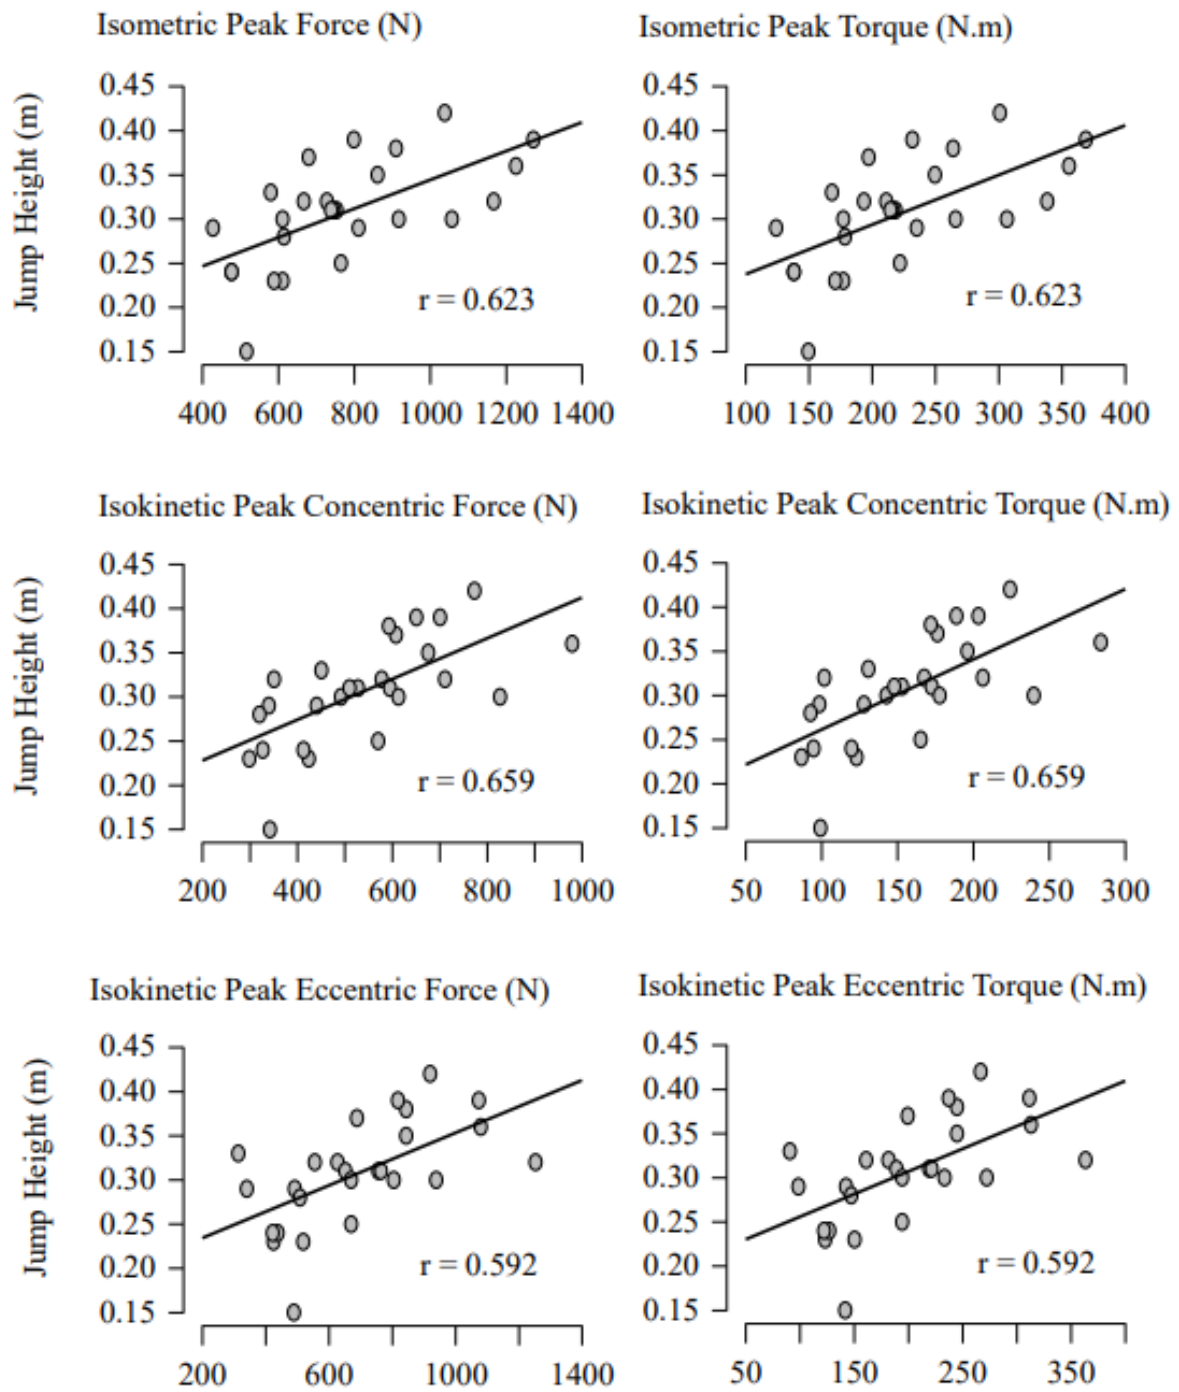 Isometric Peak Force (N)
Jump Height (m)
0.45
0.40
0.35
0.30
0.25
0.20
0.15
r = 0.623
400 600 800 1000 1200 1400
Isometric Peak Torque (N.m)
0.45
0.40
0.35
0.30
0.25
0.20
0.15
r = 0.623
100 150 200 250 300 350 400
Isokinetic Peak Concentric Force (N)
Jump Height (m)
0.45
0.40
0.35
0.30
0.25
0.20
0.15
r = 0.659
200 400 600 800 1000
Isokinetic Peak Concentric Torque (N.m)
0.45
0.40
0.35
0.30
0.25
0.20
0.15
r = 0.659
50 100 150 200 250 300
Isokinetic Peak Eccentric Force (N)
Jump Height (m)
0.45
0.40
0.35
0.30
0.25
0.20
0.15
r = 0.592
200 600 1000 1400
Isokinetic Peak Eccentric Torque (N.m)
0.45
0.40
0.35
0.30
0.25
0.20
0.15
r = 0.592
50 150 250 350